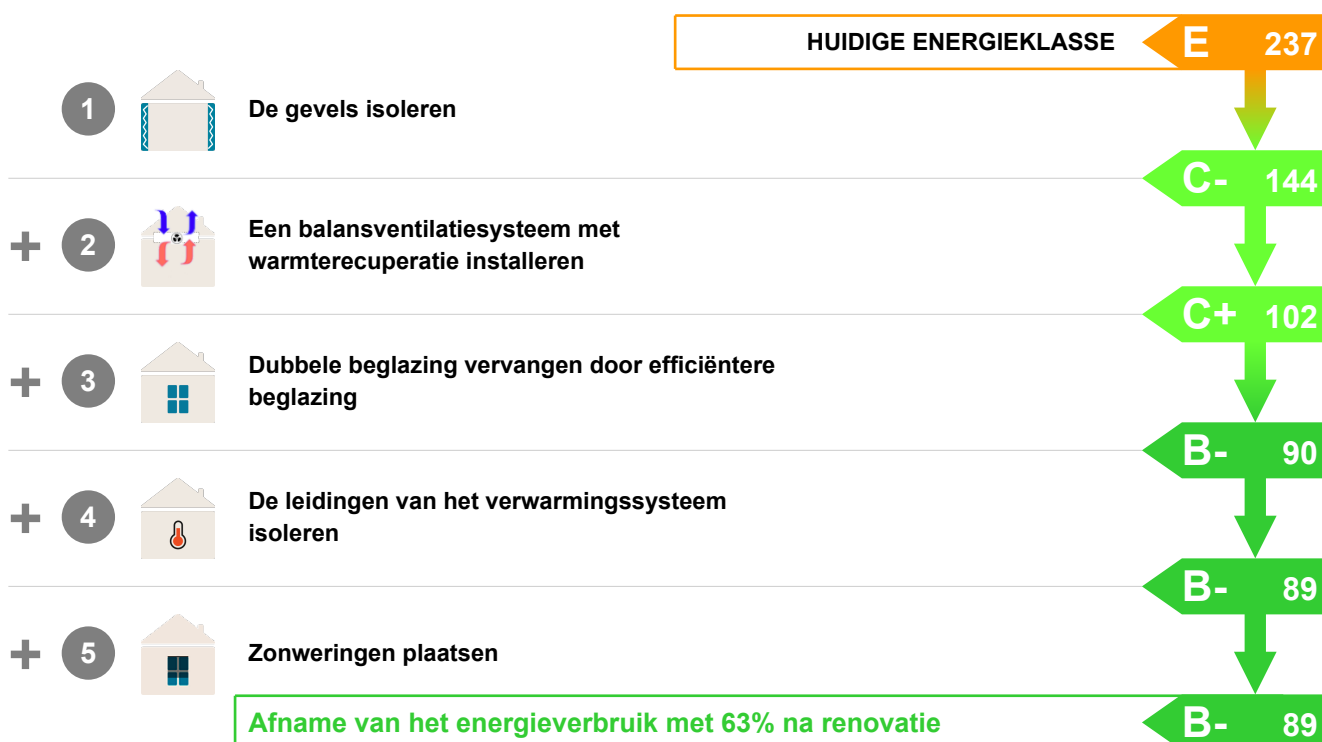 HUIDIGE ENERGIEKLASSE E 237
1 De gevels isoleren
C- 144
+ 2 Een balansventilatiesysteem met
warmterecuperatie installeren
C+ 102
+ 3 Dubbele beglazing vervangen door efficiëntere
beglazing
B- 90
+ 4 De leidingen van het verwarmingssysteem
isoleren
B- 89
+ 5 Zonweringen plaatsen
Afname van het energieverbruik met 63% na renovatie B- 89